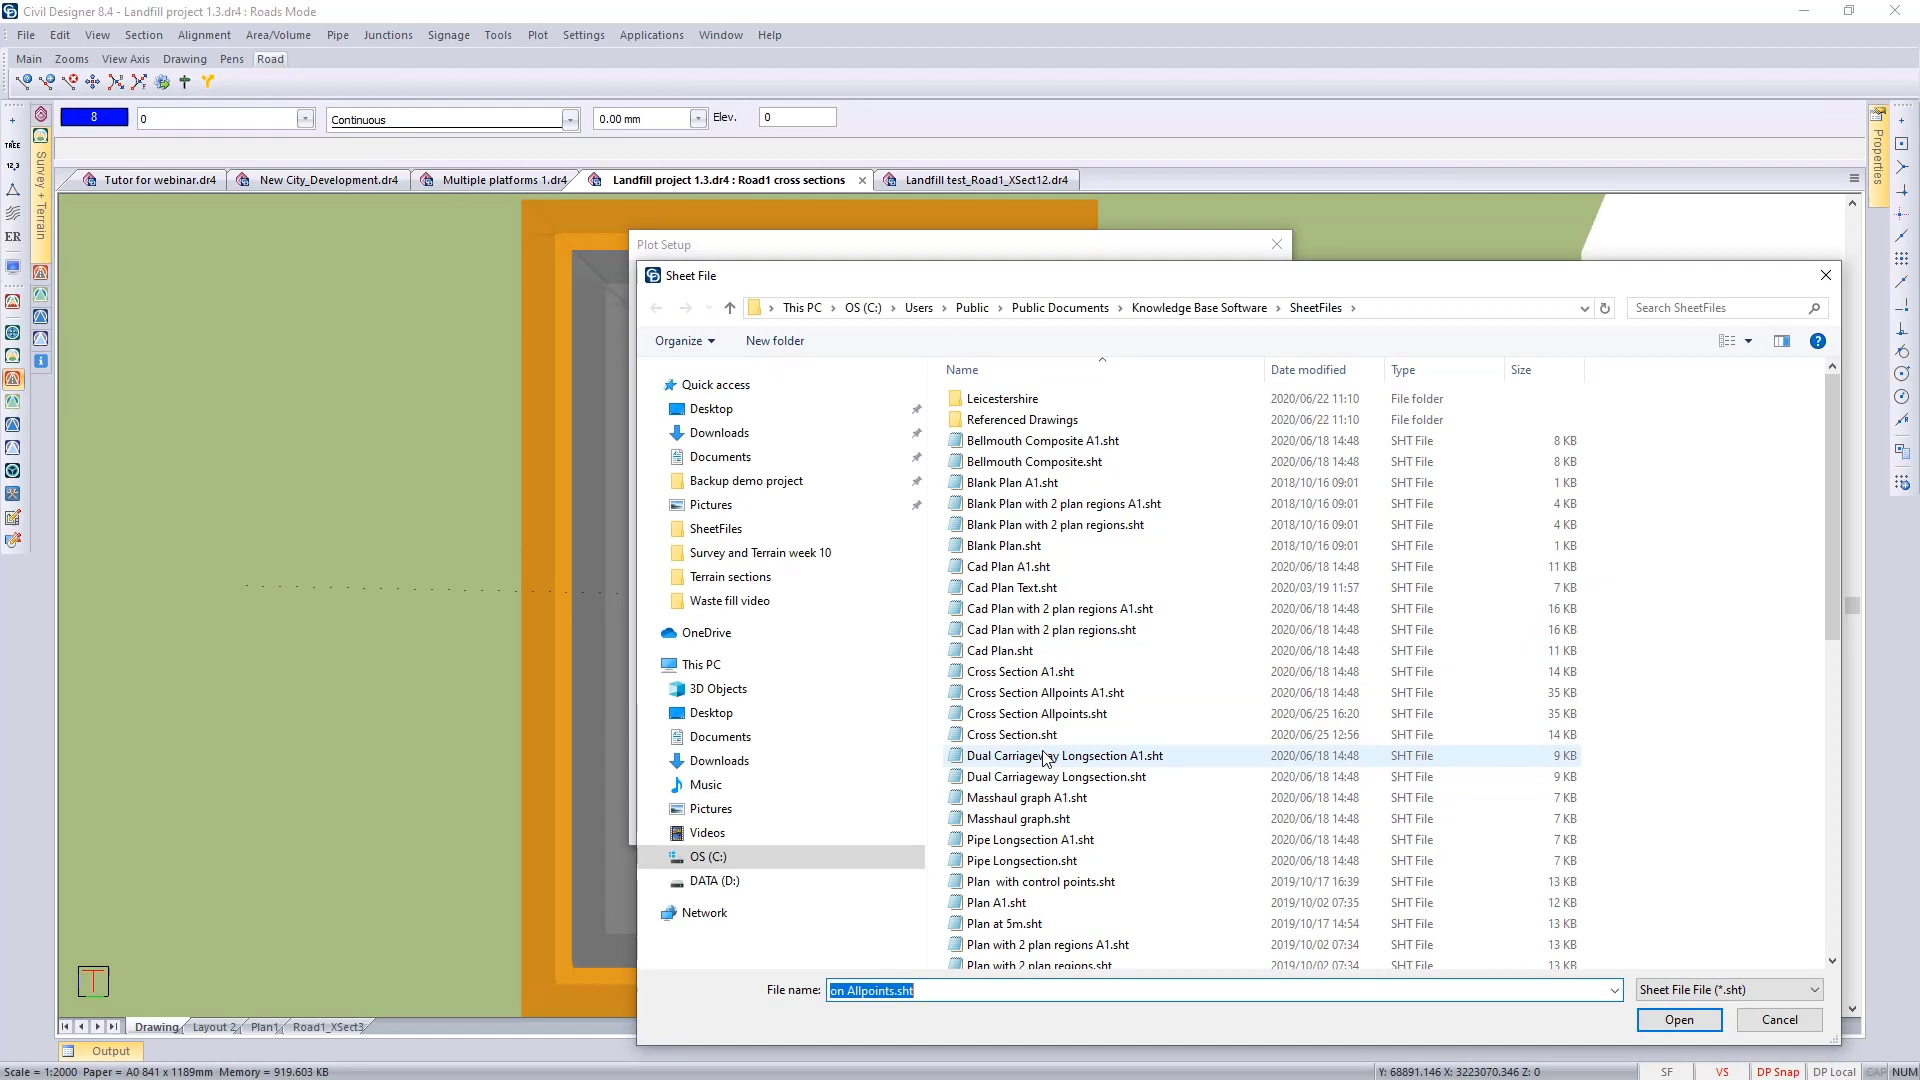 Civil Designer 8.4 - Landfill project 1.3.dr4 : Roads Mode
File Edit View Section Alignment Area/Volume Pipe Junctions Signage Tools Plot Settings Applications Window Help
Main Zooms View Axis Drawing Pens Road
8 0 Continuous 0.00 mm Elev. 0
Tutor for webinar.dr4 New City_Development.dr4 Multiple platforms 1.dr4 Landfill project 1.3.dr4 : Road1 cross sections Landfill test_Road1_XSect12.dr4
TREE
12.3
ER
Survey + Terrain
Properties
Plot Setup
Sheet File
This PC > OS (C:) > Users > Public > Public Documents > Knowledge Base Software > SheetFiles > Search SheetFiles
Organize New folder
Quick access
Desktop
Downloads
Documents
Backup demo project
Pictures
SheetFiles
Survey and Terrain week 10
Terrain sections
Waste fill video
OneDrive
This PC
3D Objects
Desktop
Documents
Downloads
Music
Pictures
Videos
OS (C:)
DATA (D:)
Network
Name Date modified Type Size
Leicestershire 2020/06/22 11:10 File folder
Referenced Drawings 2020/06/22 11:10 File folder
Bellmouth Composite A1.sht 2020/06/18 14:48 SHT File 8 KB
Bellmouth Composite.sht 2020/06/18 14:48 SHT File 8 KB
Blank Plan A1.sht 2018/10/16 09:01 SHT File 1 KB
Blank Plan with 2 plan regions A1.sht 2018/10/16 09:01 SHT File 4 KB
Blank Plan with 2 plan regions.sht 2018/10/16 09:01 SHT File 4 KB
Blank Plan.sht 2018/10/16 09:01 SHT File 1 KB
Cad Plan A1.sht 2020/06/18 14:48 SHT File 11 KB
Cad Plan Text.sht 2020/03/19 11:57 SHT File 7 KB
Cad Plan with 2 plan regions A1.sht 2020/06/18 14:48 SHT File 16 KB
Cad Plan with 2 plan regions.sht 2020/06/18 14:48 SHT File 16 KB
Cad Plan.sht 2020/06/18 14:48 SHT File 11 KB
Cross Section A1.sht 2020/06/18 14:48 SHT File 14 KB
Cross Section Allpoints A1.sht 2020/06/18 14:48 SHT File 35 KB
Cross Section Allpoints.sht 2020/06/25 16:20 SHT File 35 KB
Cross Section.sht 2020/06/25 12:56 SHT File 14 KB
Dual Carriageway Longsection A1.sht 2020/06/18 14:48 SHT File 9 KB
Dual Carriageway Longsection.sht 2020/06/18 14:48 SHT File 9 KB
Masshaul graph A1.sht 2020/06/18 14:48 SHT File 7 KB
Masshaul graph.sht 2020/06/18 14:48 SHT File 7 KB
Pipe Longsection A1.sht 2020/06/18 14:48 SHT File 7 KB
Pipe Longsection.sht 2020/06/18 14:48 SHT File 7 KB
Plan with control points.sht 2019/10/17 16:39 SHT File 13 KB
Plan A1.sht 2019/10/02 07:35 SHT File 12 KB
Plan at 5m.sht 2019/10/17 14:54 SHT File 13 KB
Plan with 2 plan regions A1.sht 2019/10/02 07:34 SHT File 13 KB
Plan with 2 plan regions.sht 2019/10/02 07:34 SHT File 13 KB
File name: on Allpoints.sht Sheet File File (*.sht)
Open Cancel
Drawing Layout 2 Plan1 Road1_XSect3
Output
Scale = 1:2000 Paper = A0 841 x 1189mm Memory = 919.603 KB Y: 68891.146 X: 3223070.346 Z: 0 SF VS DP Snap DP Local CAP NUM